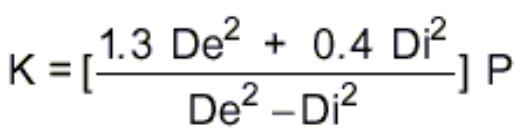 K = [ (1.3 De² + 0.4 Di²) / (De² – Di²) ] P